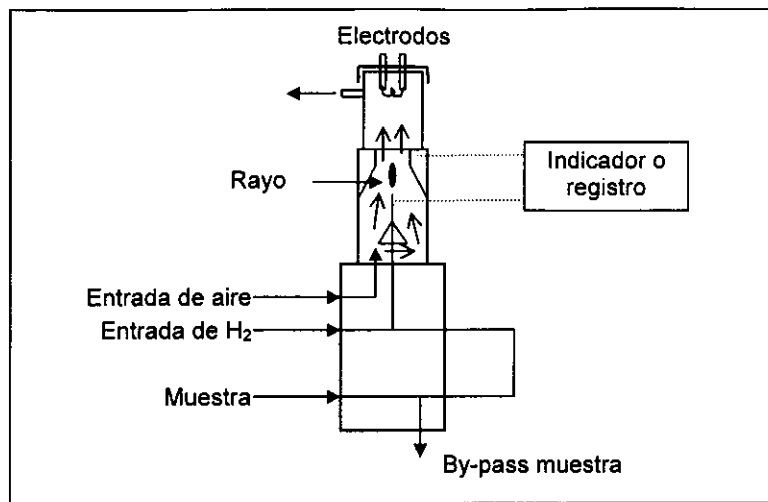 Electrodos
Indicador o
registro
Rayo
Entrada de aire
Entrada de H₂
Muestra
By-pass muestra